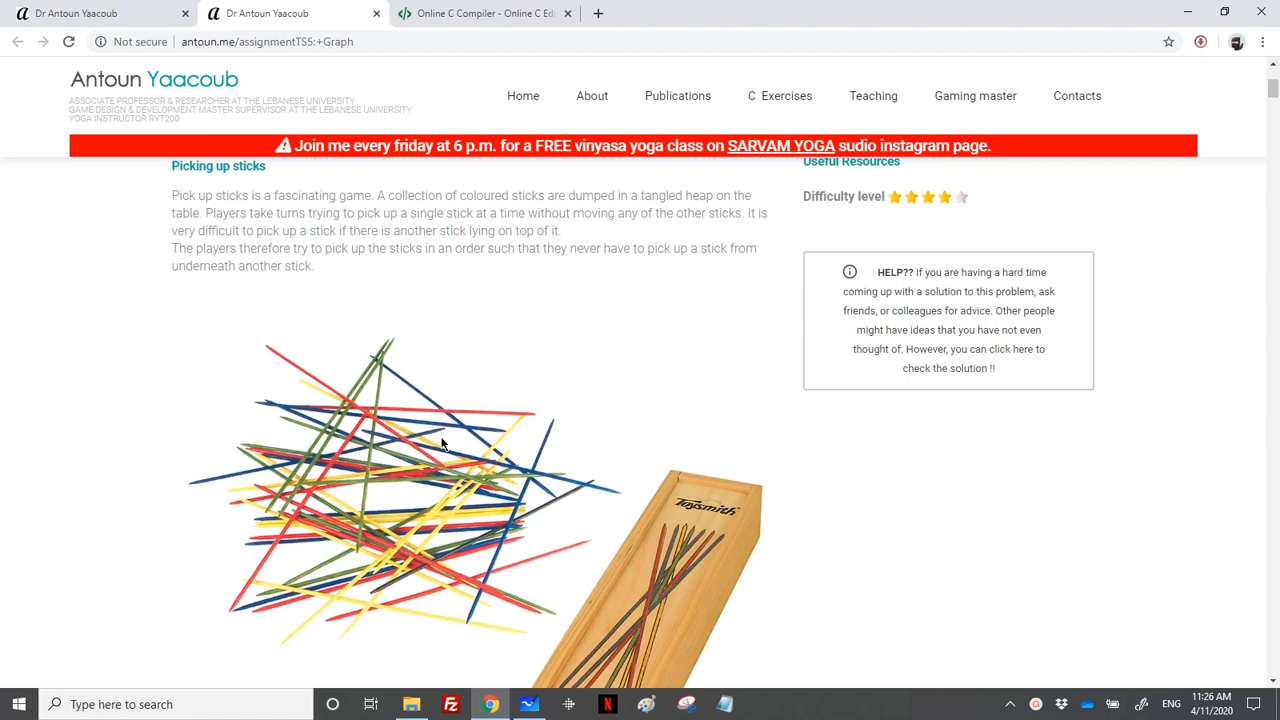 Dr Antoun Yaacoub
Dr Antoun Yaacoub
Online C Compiler - Online C Edi
Not secure
antoun.me/assignmentTS5:+Graph
Antoun Yaacoub
ASSOCIATE PROFESSOR & RESEARCHER AT THE LEBANESE UNIVERSITY
GAME DESIGN & DEVELOPMENT MASTER SUPERVISOR AT THE LEBANESE UNIVERSITY
YOGA INSTRUCTOR RYT200
Home
About
Publications
C Exercises
Teaching
Gaming master
Contacts
Join me every friday at 6 p.m. for a FREE vinyasa yoga class on SARVAM YOGA sudio instagram page.
Picking up sticks
Pick up sticks is a fascinating game. A collection of coloured sticks are dumped in a tangled heap on the
table. Players take turns trying to pick up a single stick at a time without moving any of the other sticks. It is
very difficult to pick up a stick if there is another stick lying on top of it.
The players therefore try to pick up the sticks in an order such that they never have to pick up a stick from
underneath another stick.
Toysmith
Useful Resources
Difficulty level
HELP?? If you are having a hard time
coming up with a solution to this problem, ask
friends, or colleagues for advice. Other people
might have ideas that you have not even
thought of. However, you can click here to
check the solution !!
Type here to search
ENG
11:26 AM
4/11/2020